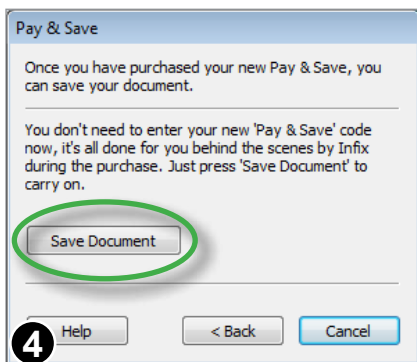 Pay & Save
Once you have purchased your new Pay & Save, you
can save your document.
You don't need to enter your new 'Pay & Save' code
now, it's all done for you behind the scenes by Infix
during the purchase. Just press 'Save Document' to
carry on.
Save Document
4 Help < Back Cancel